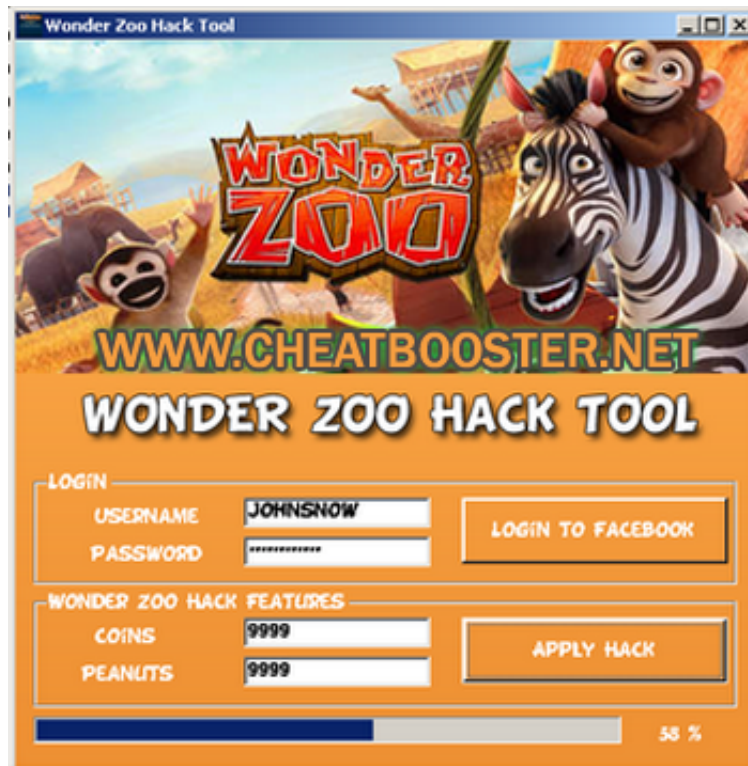 Wonder Zoo Hack Tool
WONDER
ZOO
WWW.CHEATBOOSTER.NET
WONDER ZOO HACK TOOL
LOGIN
USERNAME JOHNSNOW
LOGIN TO FACEBOOK
PASSWORD ............
WONDER ZOO HACK FEATURES
COINS 9999
APPLY HACK
PEANUTS 9999
58 %